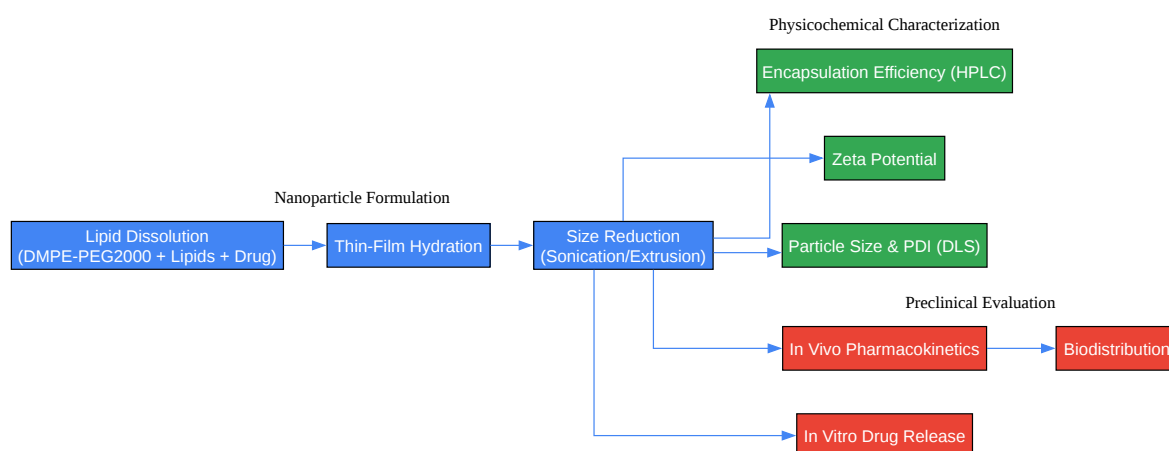 Physicochemical Characterization
Encapsulation Efficiency (HPLC)
Zeta Potential
Nanoparticle Formulation
Lipid Dissolution
(DMPE-PEG2000 + Lipids + Drug)
Thin-Film Hydration
Size Reduction
(Sonication/Extrusion)
Particle Size & PDI (DLS)
Preclinical Evaluation
In Vivo Pharmacokinetics
Biodistribution
In Vitro Drug Release